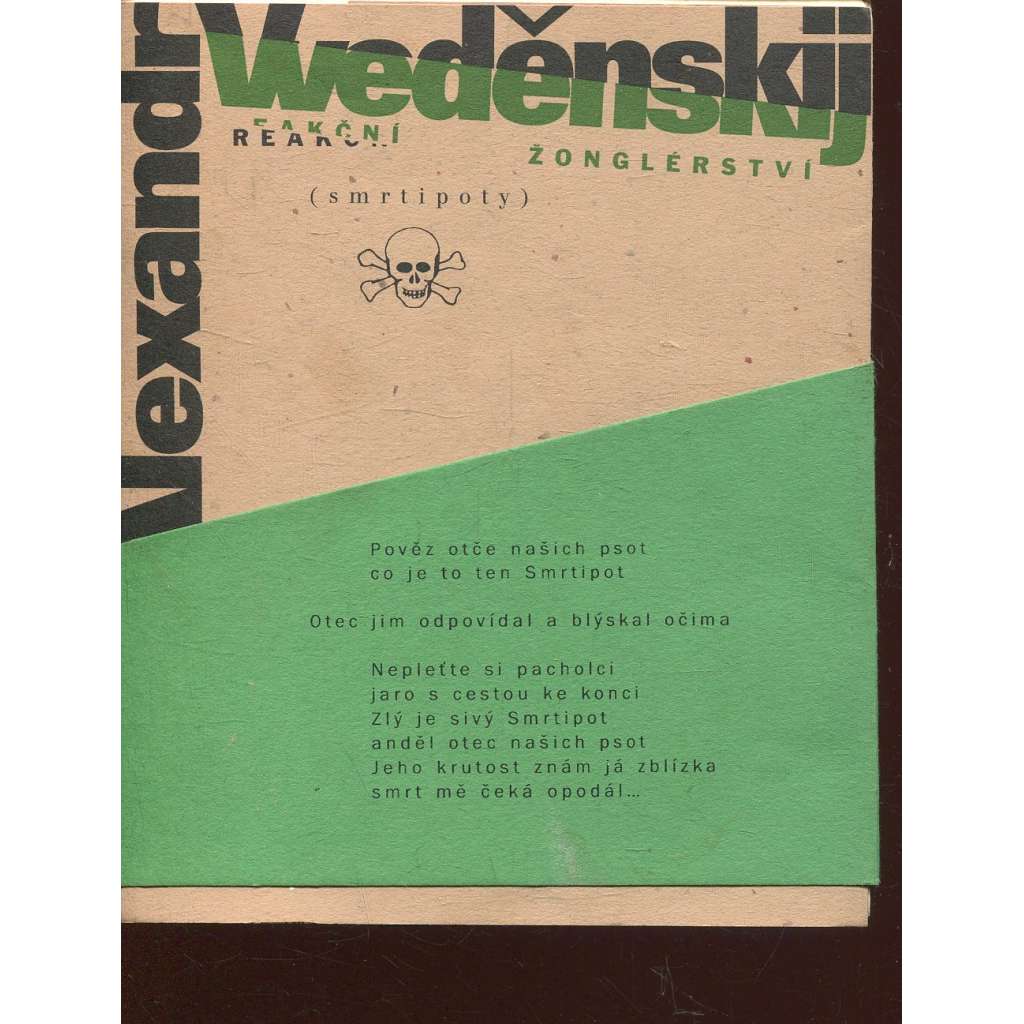 Vveděnskij
REAKČNÍ
ŽONGLÉRSTVÍ
(smrtipoty)
lexandr
Pověz otče našich psot
co je to ten Smrtipot
Otec jim odpovídal a blýskal očima
Nepleťte si pacholci
jaro s cestou ke konci
Zlý je sivý Smrtipot
anděl otec našich psot
Jeho krutost znám já zblízka
smrt mě čeká opodál...